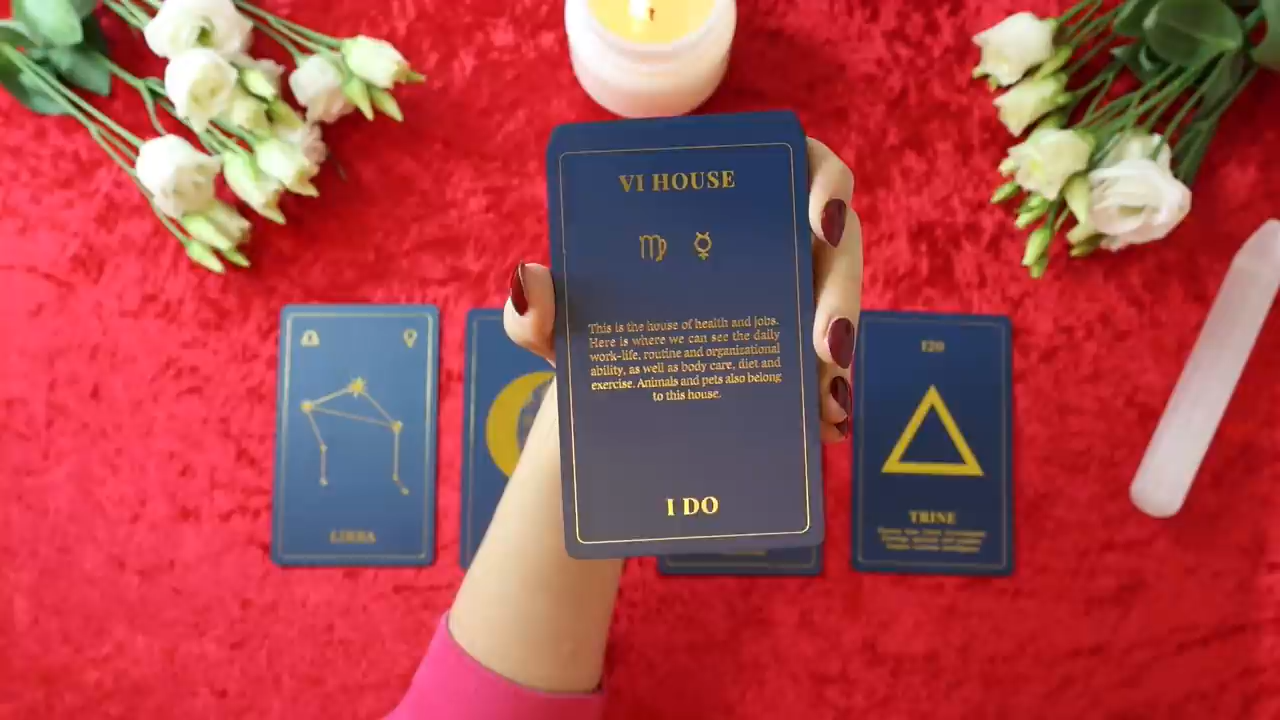 VI HOUSE
This is the house of health and jobs.
Here is where we can see the daily
work-life, routine and organizational
ability, as well as body care, diet and
exercise. Animals and pets also belong
to this house.
I DO
LIBRA
120
TRINE